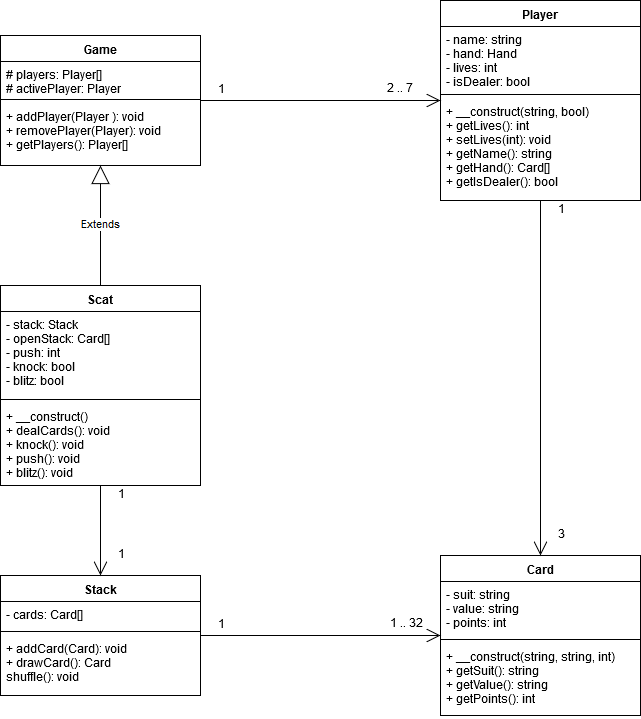 Game
# players: Player[]
# activePlayer: Player
+ addPlayer(Player ): void
+ removePlayer(Player): void
+ getPlayers(): Player[]
1
2 .. 7
Player
- name: string
- hand: Hand
- lives: int
- isDealer: bool
+ __construct(string, bool)
+ getLives(): int
+ setLives(int): void
+ getName(): string
+ getHand(): Card[]
+ getIsDealer(): bool
1
Extends
Scat
- stack: Stack
- openStack: Card[]
- push: int
- knock: bool
- blitz: bool
+ __construct()
+ dealCards(): void
+ knock(): void
+ push(): void
+ blitz(): void
1
1
3
Stack
- cards: Card[]
+ addCard(Card): void
+ drawCard(): Card
shuffle(): void
1
1 .. 32
Card
- suit: string
- value: string
- points: int
+ __construct(string, string, int)
+ getSuit(): string
+ getValue(): string
+ getPoints(): int